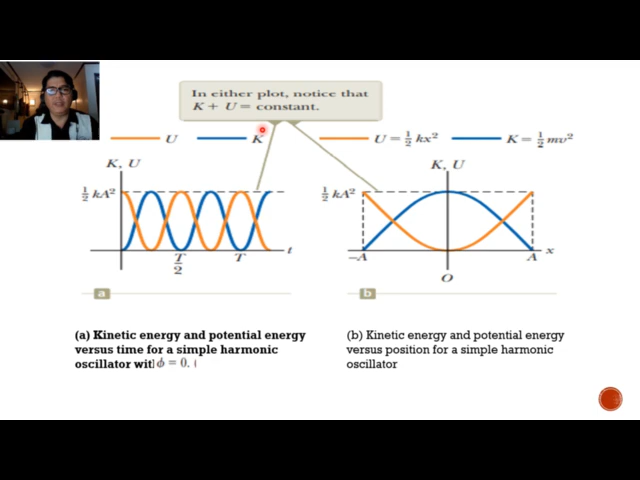 In either plot, notice that
K + U = constant.
U
K
U = 1/2 kx²
K = 1/2 mv²
K, U
K, U
1/2 kA²
1/2 kA²
T/2
T
t
−A
A
x
O
a
b
(a) Kinetic energy and potential energy
versus time for a simple harmonic
oscillator wit
ϕ = 0. (
(b) Kinetic energy and potential energy
versus position for a simple harmonic
oscillator